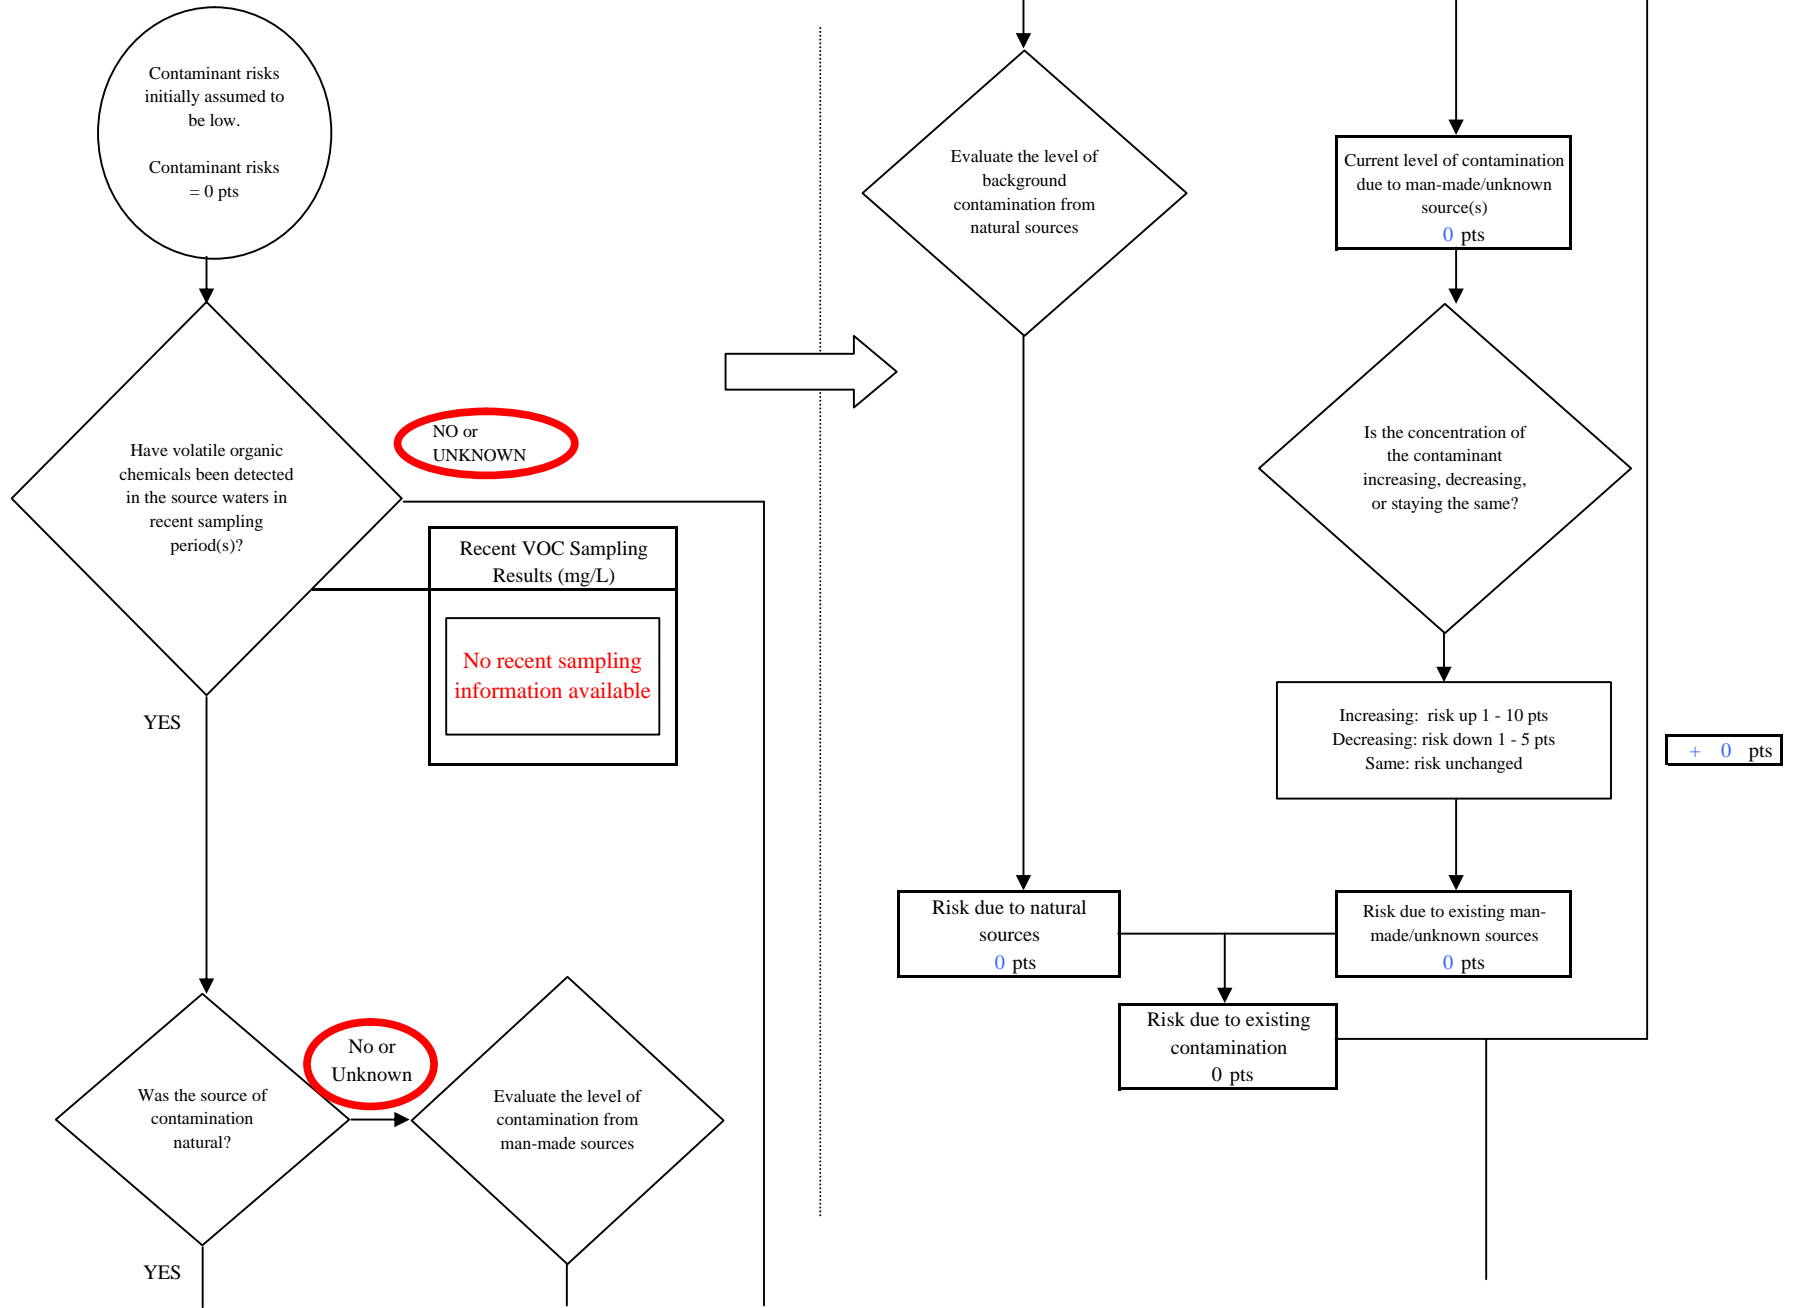 Contaminant risks
initially assumed to
be low.
Contaminant risks
= 0 pts
Have volatile organic
chemicals been detected
in the source waters in
recent sampling
period(s)?
NO or
UNKNOWN
Recent VOC Sampling
Results (mg/L)
No recent sampling
information available
YES
Was the source of
contamination
natural?
No or
Unknown
Evaluate the level of
contamination from
man-made sources
YES
Evaluate the level of
background
contamination from
natural sources
Current level of contamination
due to man-made/unknown
source(s)
0 pts
Is the concentration of
the contaminant
increasing, decreasing,
or staying the same?
Increasing: risk up 1 - 10 pts
Decreasing: risk down 1 - 5 pts
Same: risk unchanged
+ 0 pts
Risk due to natural
sources
0 pts
Risk due to existing man-
made/unknown sources
0 pts
Risk due to existing
contamination
0 pts